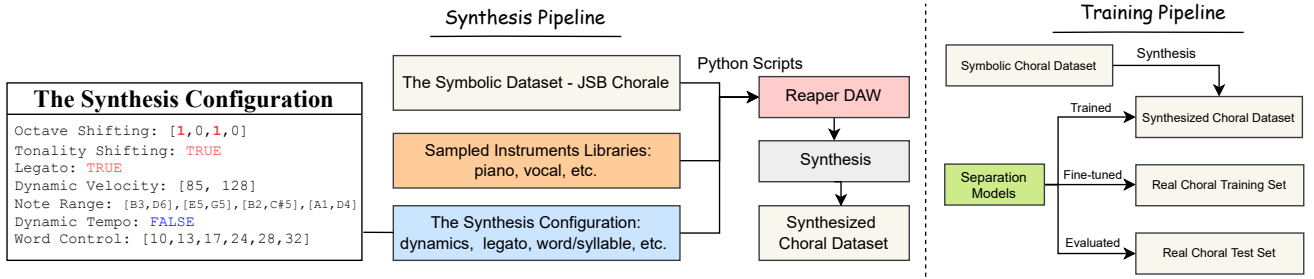 Synthesis Pipeline
The Synthesis Configuration
Octave Shifting: [1,0,1,0]
Tonality Shifting: TRUE
Legato: TRUE
Dynamic Velocity: [85, 128]
Note Range: [B3,D6],[E5,G5],[B2,C#5],[A1,D4]
Dynamic Tempo: FALSE
Word Control: [10,13,17,24,28,32]
The Symbolic Dataset - JSB Chorale
Sampled Instruments Libraries:
piano, vocal, etc.
The Synthesis Configuration:
dynamics, legato, word/syllable, etc.
Python Scripts
Reaper DAW
Synthesis
Synthesized
Choral Dataset
Training Pipeline
Symbolic Choral Dataset
Synthesis
Trained
Synthesized Choral Dataset
Separation
Models
Fine-tuned
Real Choral Training Set
Evaluated
Real Choral Test Set